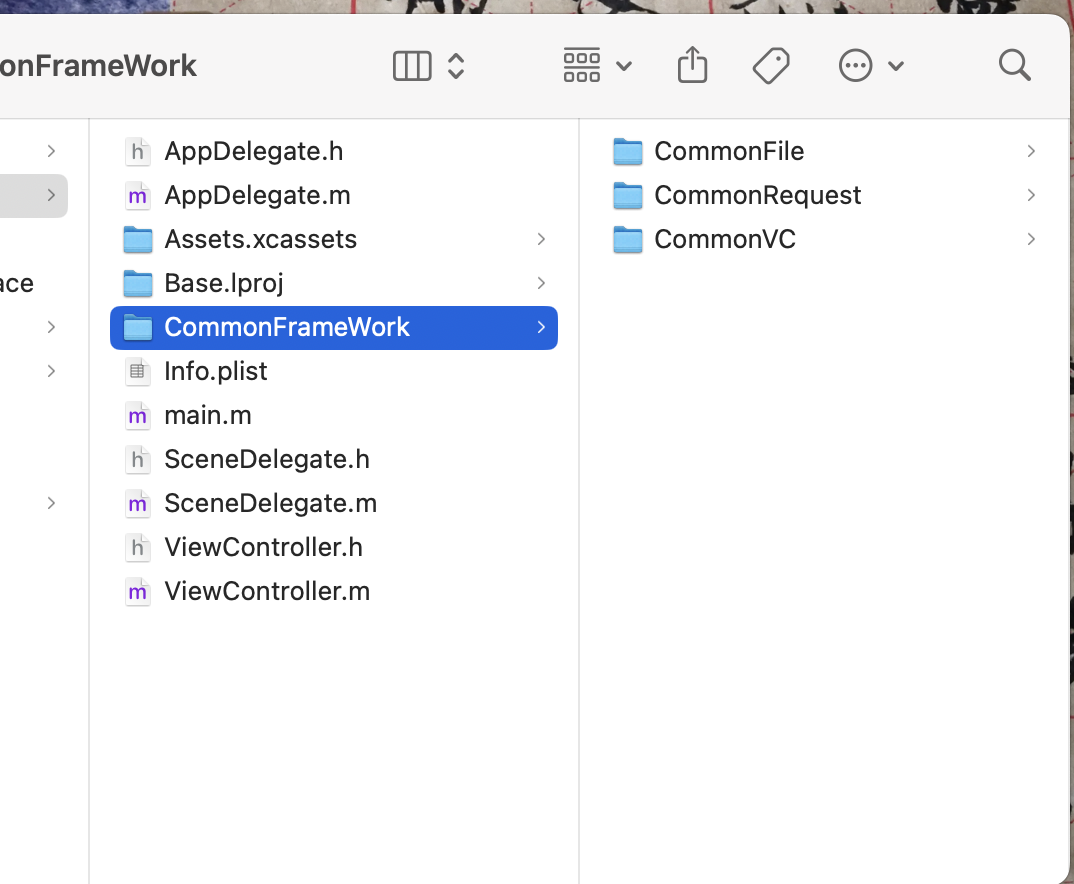 onFrameWork
ace
AppDelegate.h
AppDelegate.m
Assets.xcassets
Base.lproj
CommonFrameWork
Info.plist
main.m
SceneDelegate.h
SceneDelegate.m
ViewController.h
ViewController.m
CommonFile
CommonRequest
CommonVC